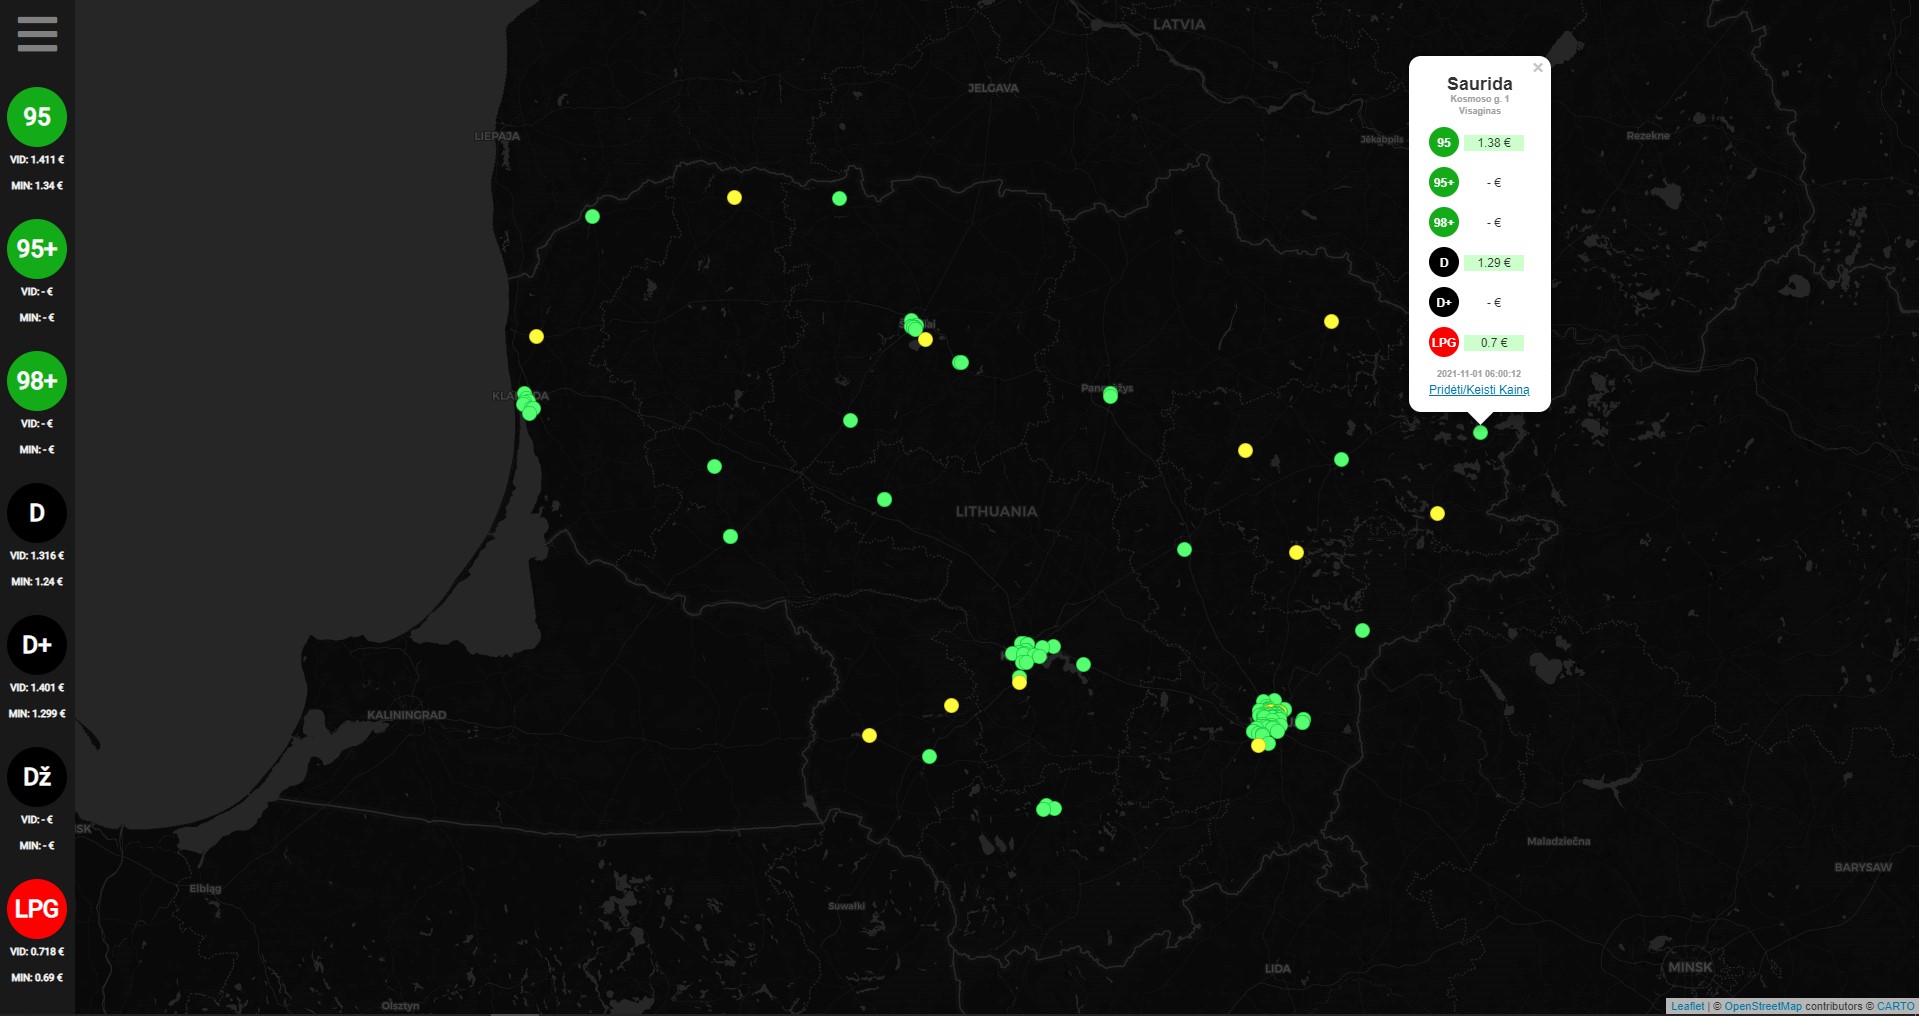 95
VID: 1.411 €
MIN: 1.34 €
95+
VID: - €
MIN: - €
98+
VID: - €
MIN: - €
D
VID: 1.316 €
MIN: 1.24 €
D+
VID: 1.401 €
MIN: 1.299 €
Dž
VID: - €
MIN: - €
LPG
VID: 0.718 €
MIN: 0.69 €
LATVIA
JELGAVA
LIEPAJA
Jēkabpils
Rezekne
LITHUANIA
KALININGRAD
Elbląg
Suwałki
Olsztyn
Maladziečna
BARYSAW
LIDA
MINSK
×
Saurida
Kosmoso g. 1
Visaginas
95 1.38 €
95+ - €
98+ - €
D 1.29 €
D+ - €
LPG 0.7 €
2021-11-01 06:00:12
Pridėti/Keisti Kainą
Leaflet | © OpenStreetMap contributors © CARTO